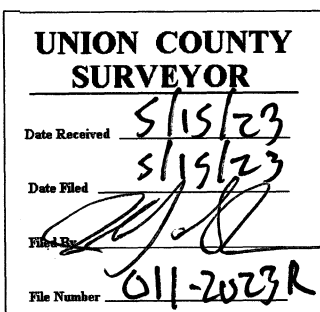 UNION COUNTY
SURVEYOR
Date Received 5/15/23
Date Filed 5/15/23
Filed By
File Number 011-2023R